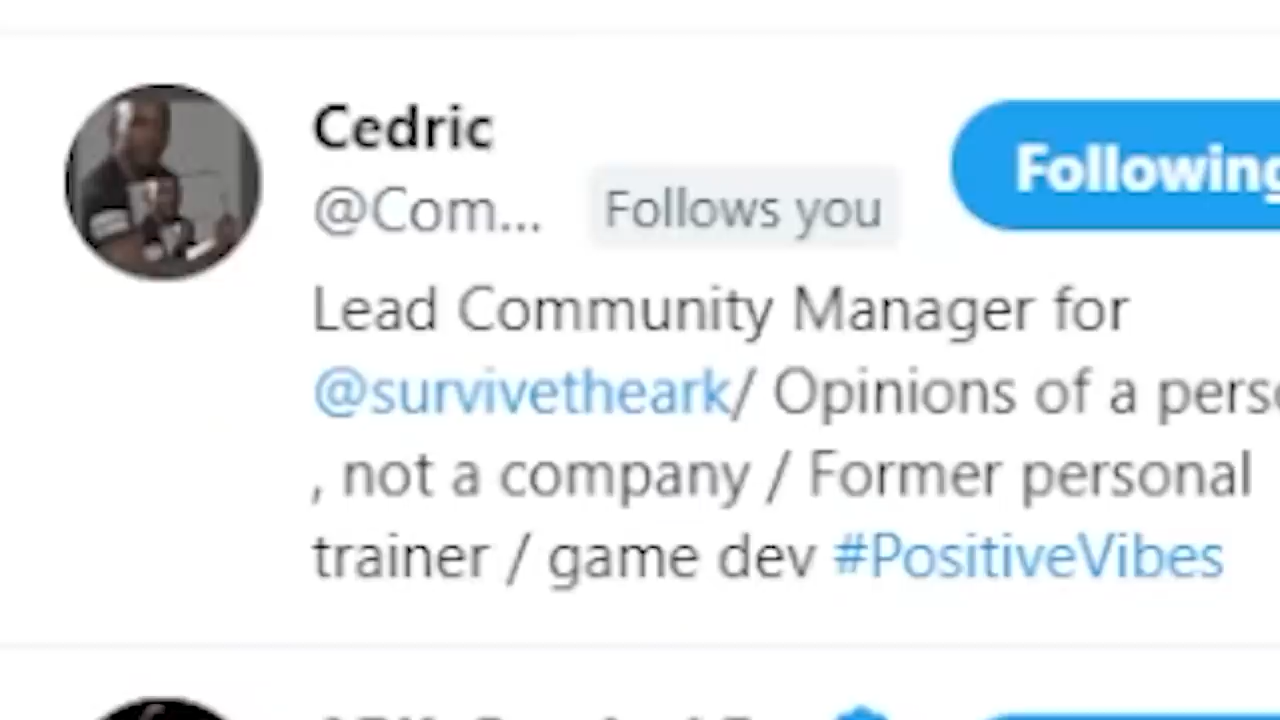 Cedric
Following
@Com...
Follows you
Lead Community Manager for
@survivetheark/ Opinions of a
, not a company / Former personal
trainer / game dev #PositiveVibes